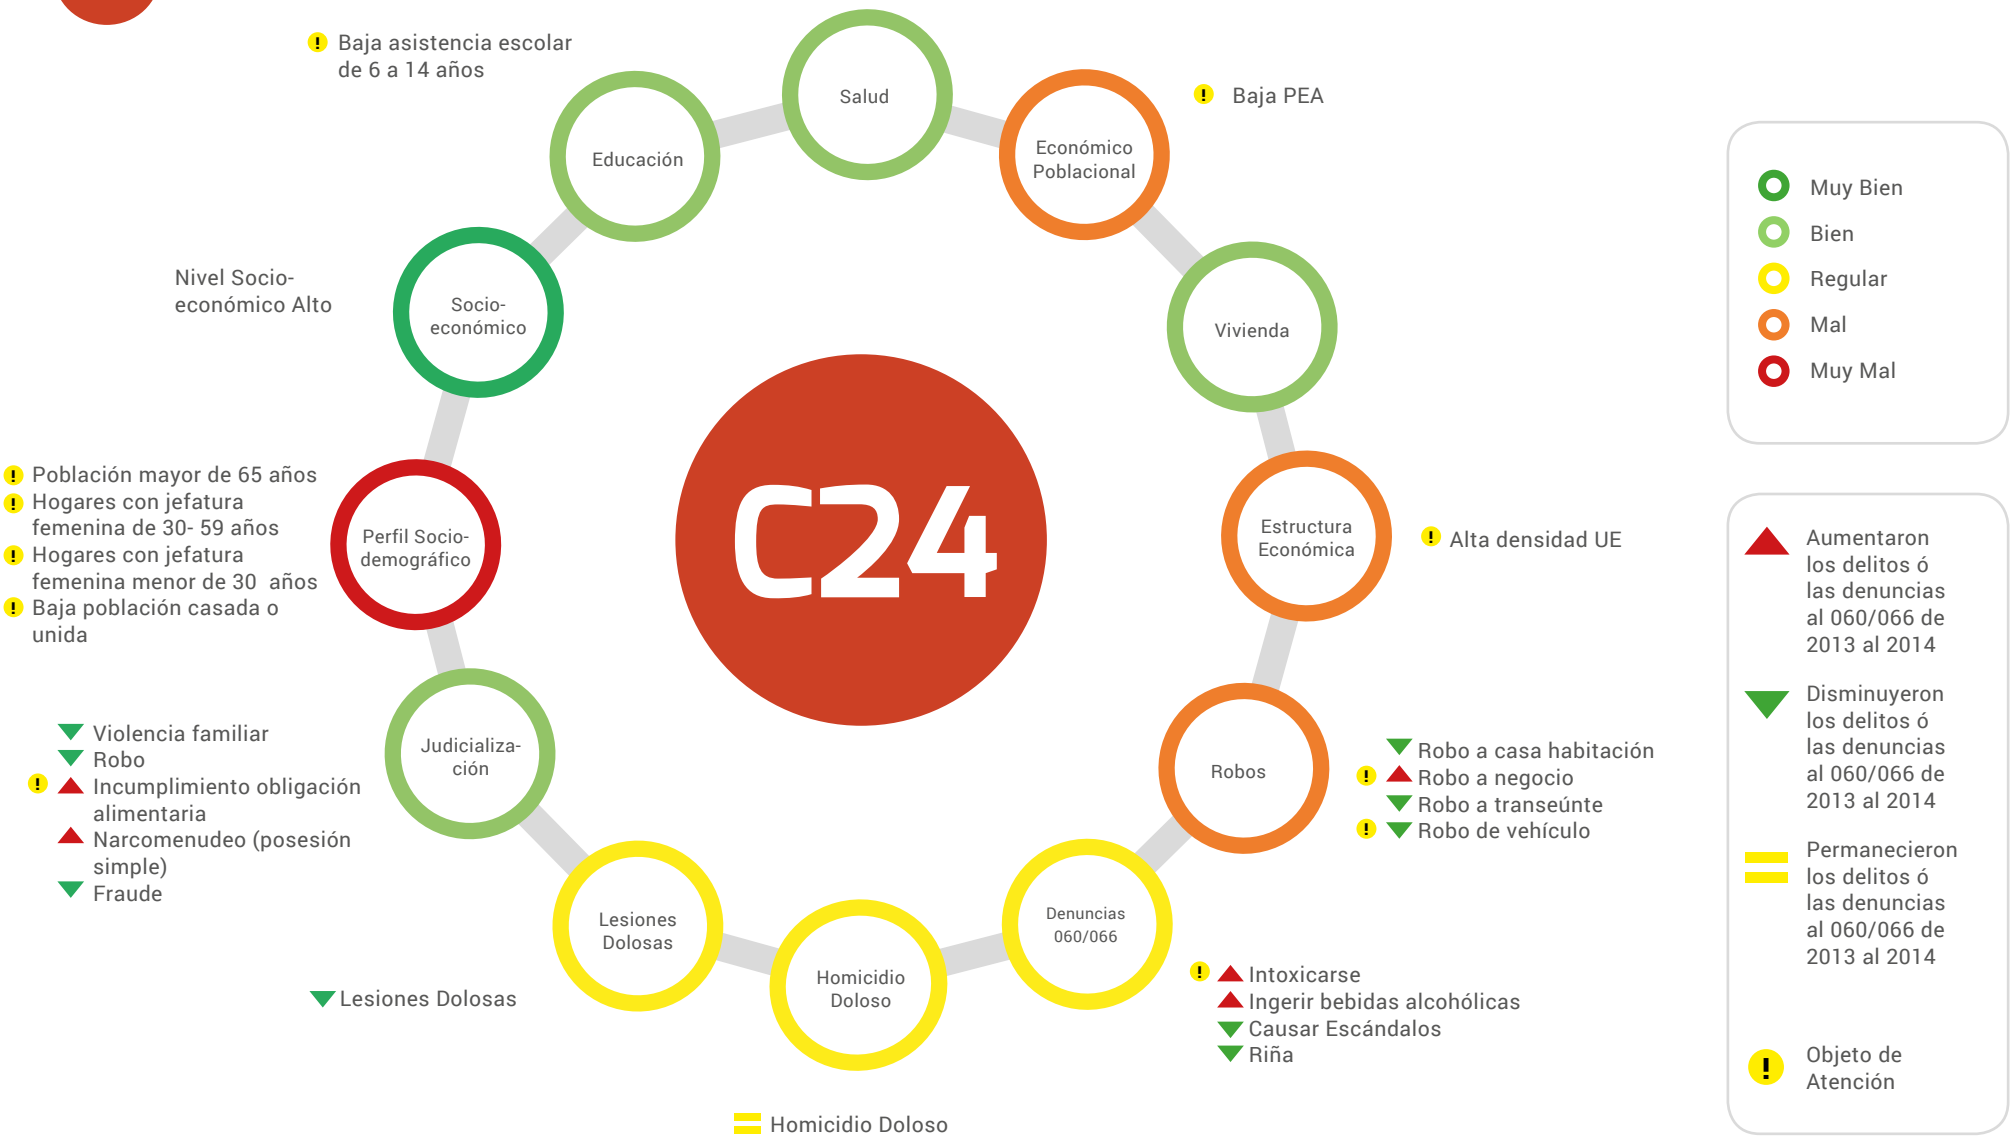 Baja asistencia escolar
de 6 a 14 años
Salud
Baja PEA
Económico
Poblacional
Educación
Nivel Socio-
económico Alto
Socio-
económico
Vivienda
C24
Población mayor de 65 años
Hogares con jefatura
femenina de 30- 59 años
Hogares con jefatura
femenina menor de 30 años
Baja población casada o
unida
Perfil Socio-
demográfico
Estructura
Económica
Alta densidad UE
Violencia familiar
Robo
Incumplimiento obligación
alimentaria
Narcomenudeo (posesión
simple)
Fraude
Judicializa-
ción
Robos
Robo a casa habitación
Robo a negocio
Robo a transeúnte
Robo de vehículo
Lesiones
Dolosas
Lesiones Dolosas
Homicidio
Doloso
Homicidio Doloso
Denuncias
060/066
Intoxicarse
Ingerir bebidas alcohólicas
Causar Escándalos
Riña
Muy Bien
Bien
Regular
Mal
Muy Mal
Aumentaron
los delitos ó
las denuncias
al 060/066 de
2013 al 2014
Disminuyeron
los delitos ó
las denuncias
al 060/066 de
2013 al 2014
Permanecieron
los delitos ó
las denuncias
al 060/066 de
2013 al 2014
Objeto de
Atención